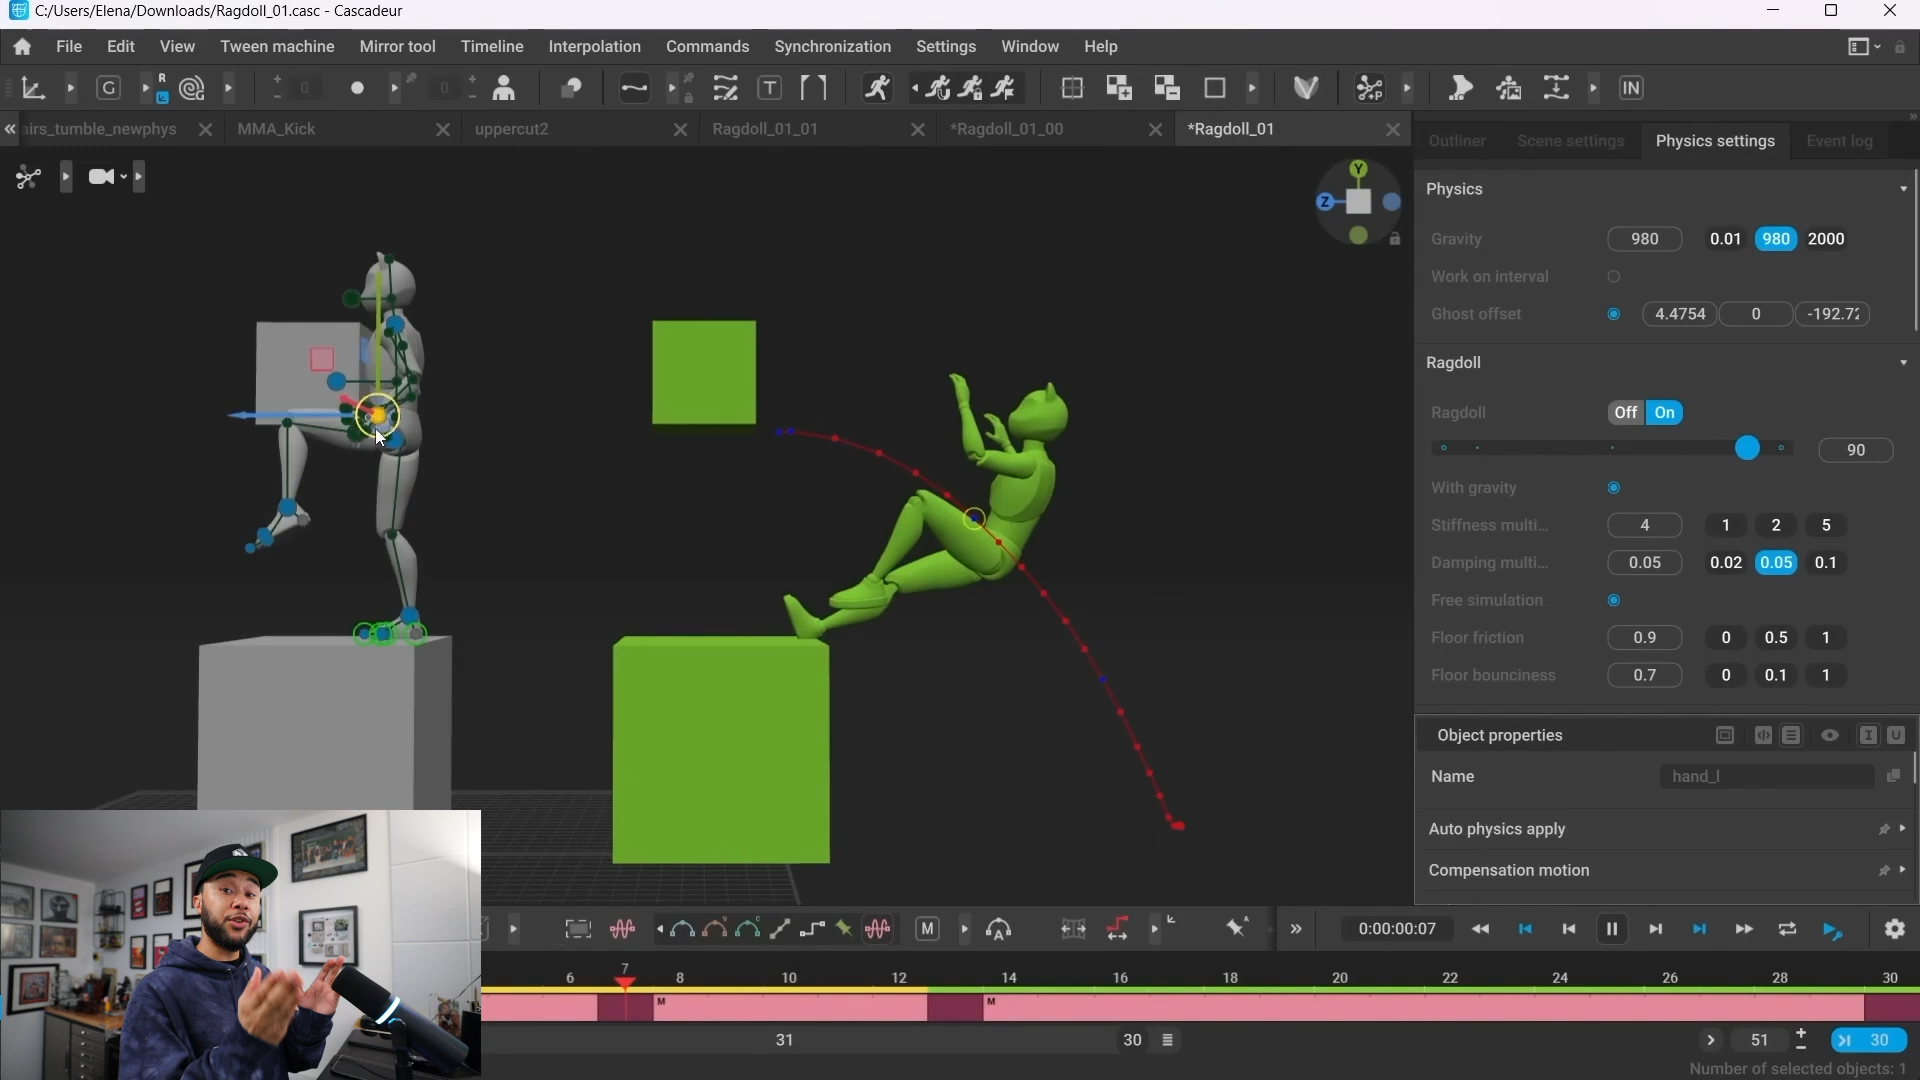 C:/Users/Elena/Downloads/Ragdoll_01.casc - Cascadeur
File Edit View Tween machine Mirror tool Timeline Interpolation Commands Synchronization Settings Window Help
G R 0 0 T IN
airs_tumble_newphys MMA_Kick uppercut2 Ragdoll_01_01 *Ragdoll_01_00 *Ragdoll_01
Outliner Scene settings Physics settings Event log
Y
Z
Physics
Gravity 980 0.01 980 2000
Work on interval
Ghost offset 4.4754 0 -192.72
Ragdoll
Ragdoll Off On
90
With gravity
Stiffness multi... 4 1 2 5
Damping multi... 0.05 0.02 0.05 0.1
Free simulation
Floor friction 0.9 0 0.5 1
Floor bounciness 0.7 0 0.1 1
Object properties
Name hand_l
Auto physics apply
Compensation motion
M A 0:00:00:07
6 7 8 10 12 14 16 18 20 22 24 26 28 30
M M
31 30 51 30
Number of selected objects: 1